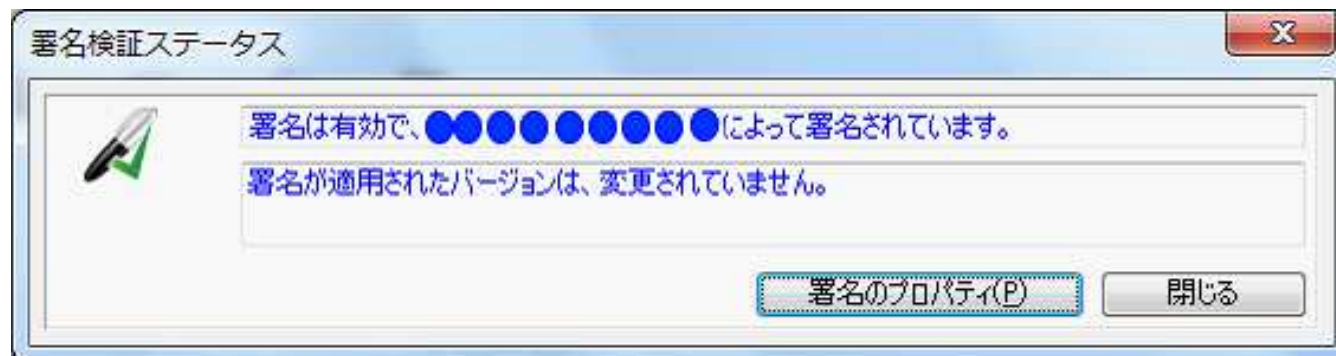 署名検証ステータス
署名は有効で、●●●●●●●●●によって署名されています。
署名が適用されたバージョンは、変更されていません。
署名のプロパティ(P)
閉じる